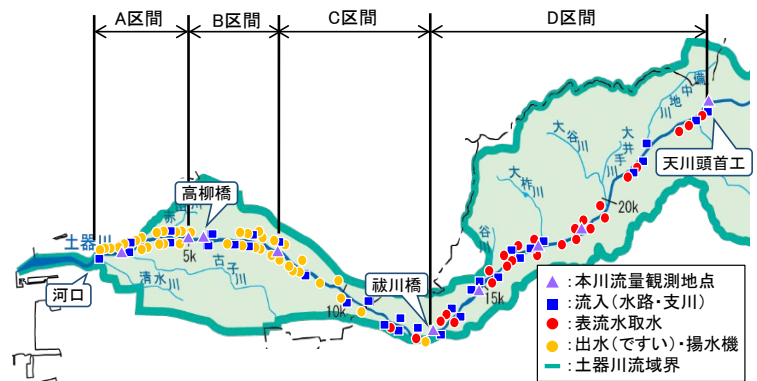 A区間
B区間
C区間
D区間
備中地川
大谷川
大井手川
天川頭首工
大柞川
高柳橋
20k
谷川
土器川
5k
古子川
清水川
河口
祓川橋
10k
15k
:本川流量観測地点
:流入(水路・支川)
:表流水取水
:出水(ですい)・揚水機
:土器川流域界